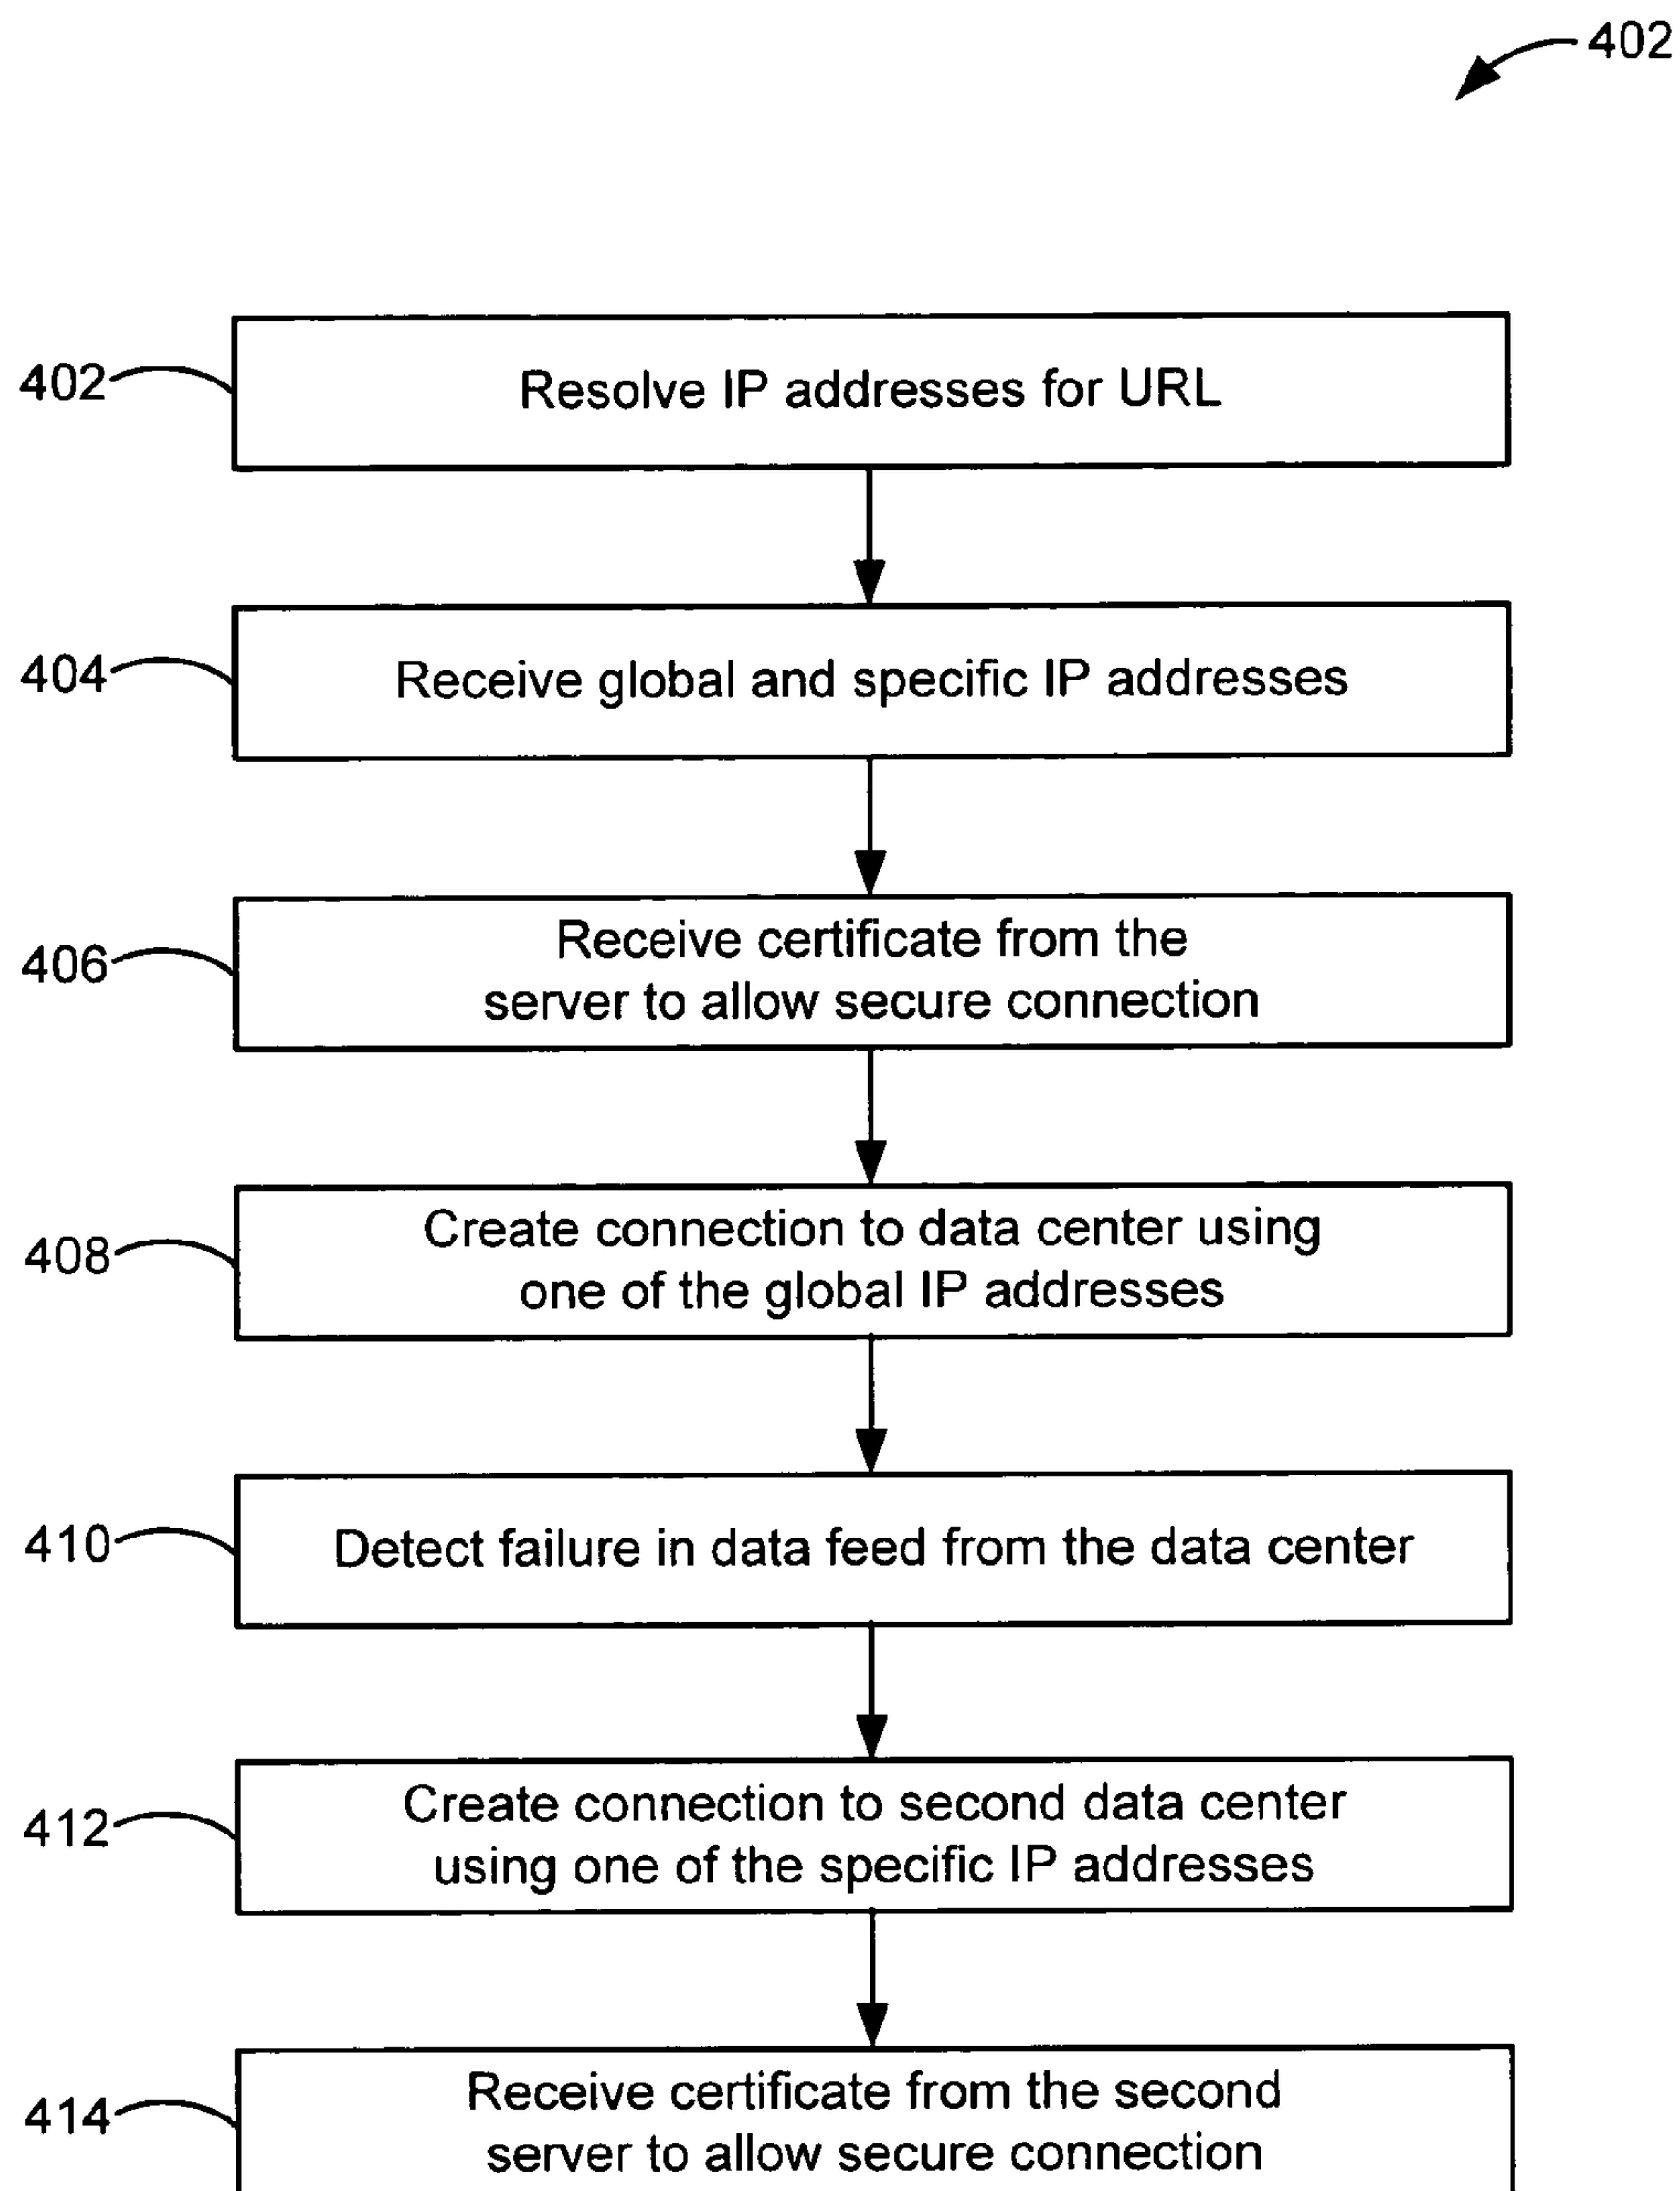 402
402
Resolve IP addresses for URL
404
Receive global and specific IP addresses
406
Receive certificate from the
server to allow secure connection
408
Create connection to data center using
one of the global IP addresses
410
Detect failure in data feed from the data center
412
Create connection to second data center
using one of the specific IP addresses
414
Receive certificate from the second
server to allow secure connection